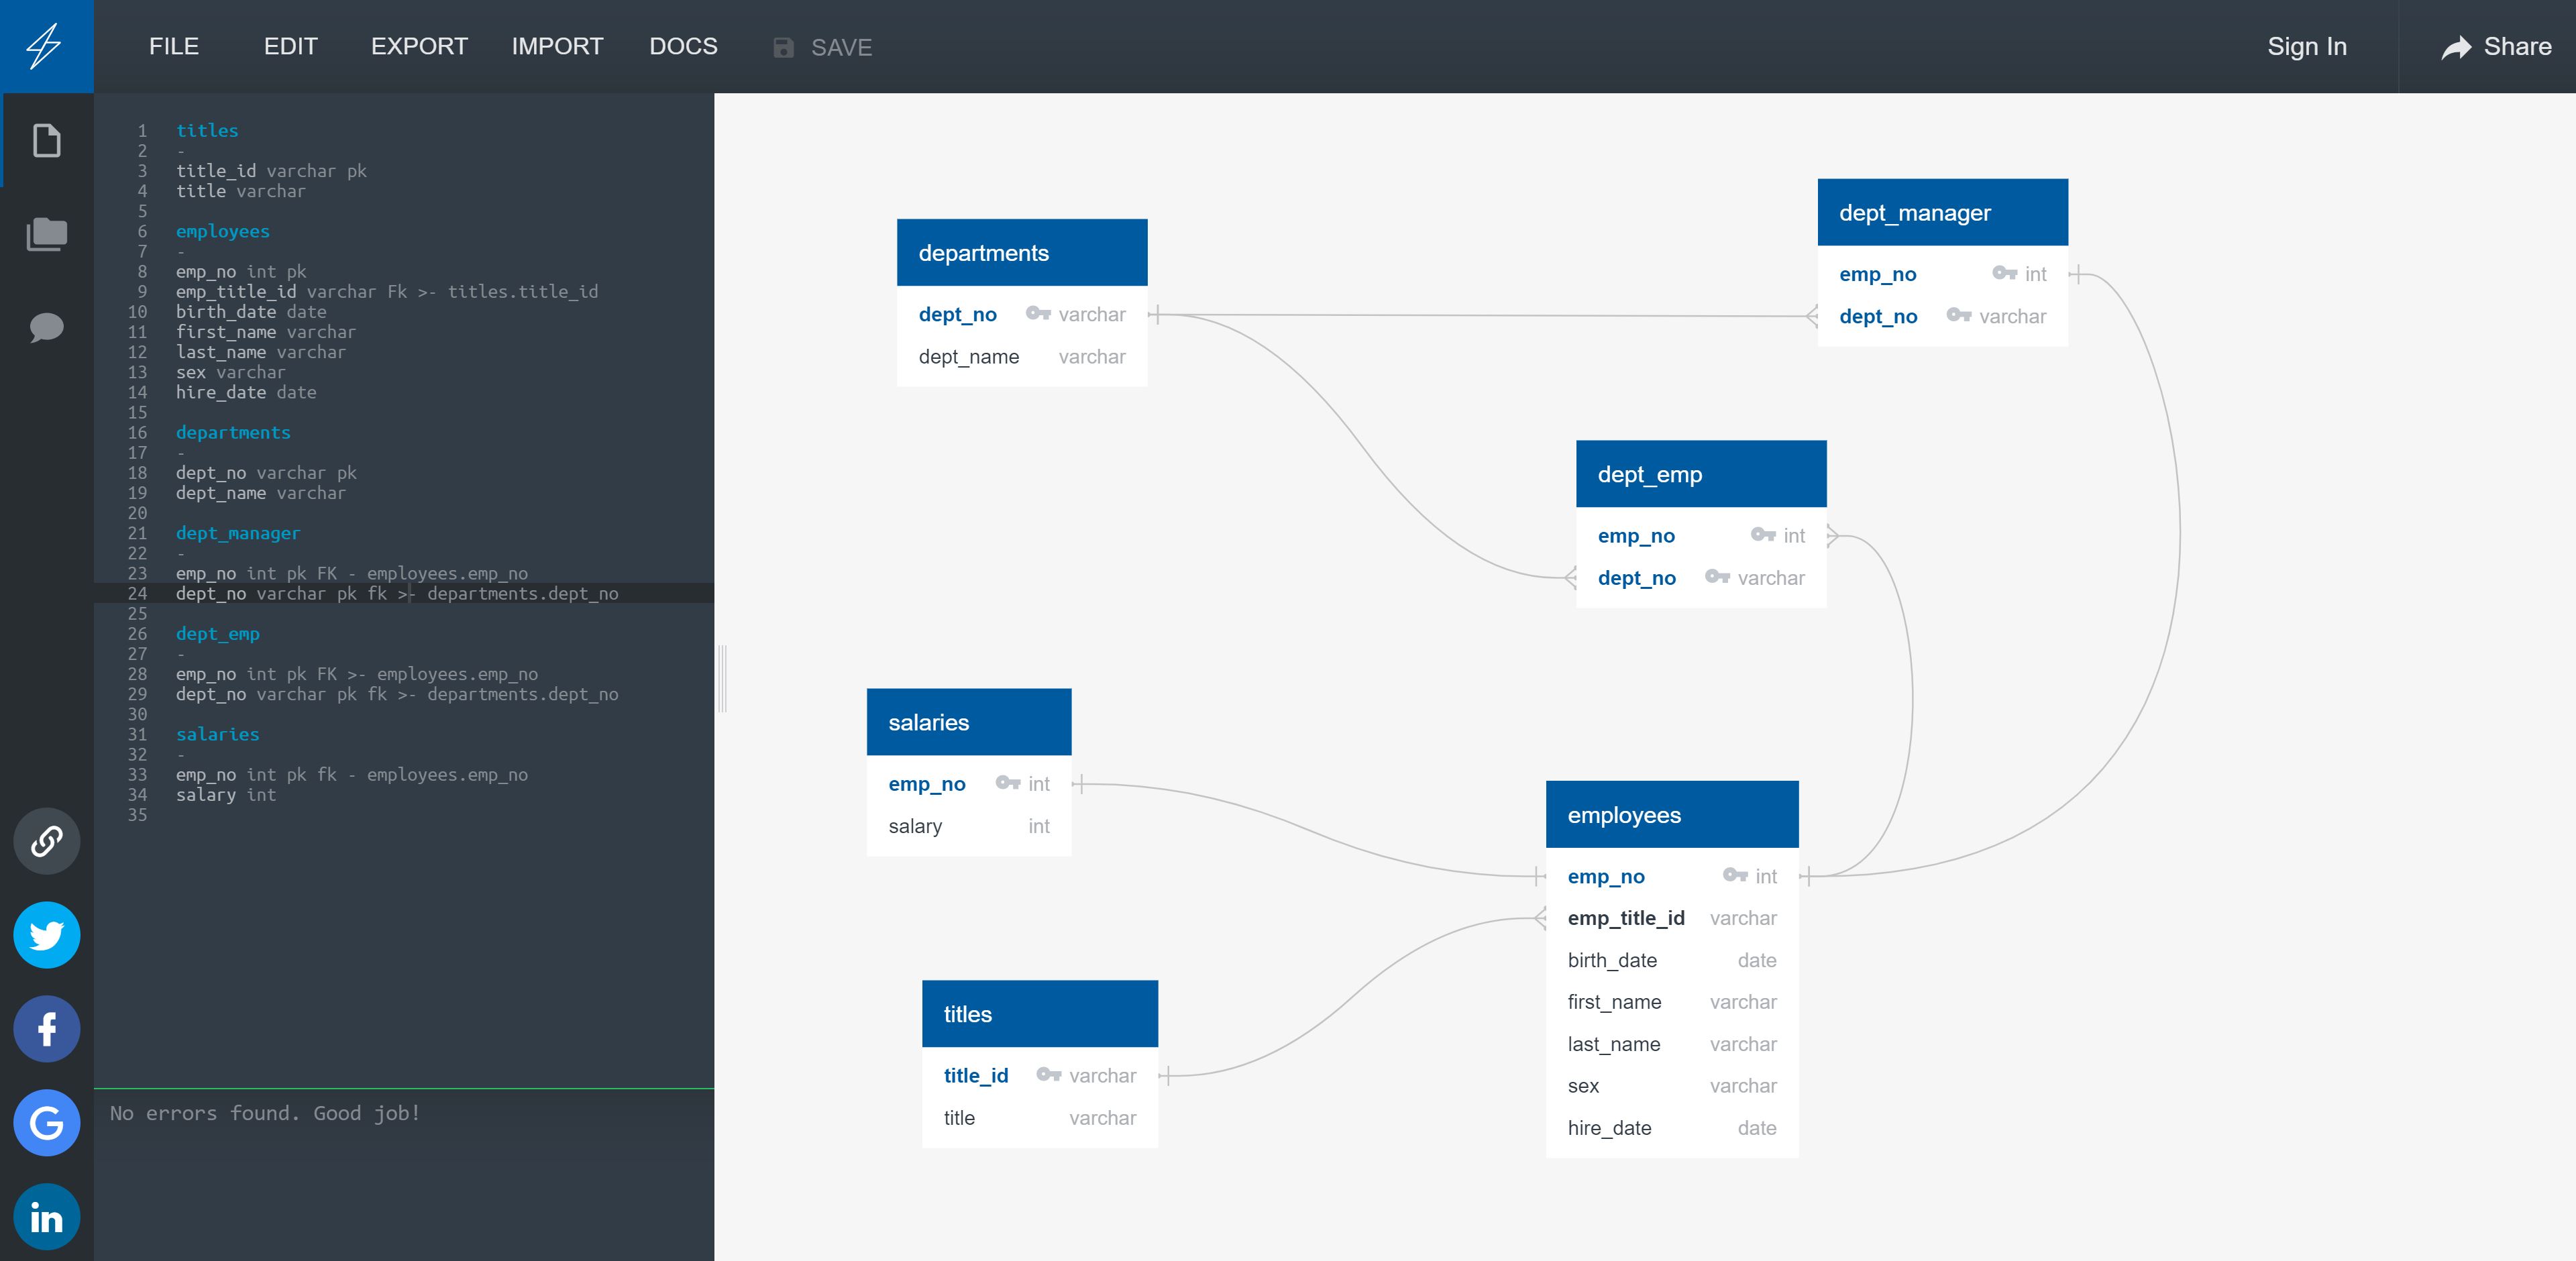 FILE EDIT EXPORT IMPORT DOCS SAVE Sign In Share
1 titles
2 -
3 title_id varchar pk
4 title varchar
5
6 employees
7 -
8 emp_no int pk
9 emp_title_id varchar Fk >- titles.title_id
10 birth_date date
11 first_name varchar
12 last_name varchar
13 sex varchar
14 hire_date date
15
16 departments
17 -
18 dept_no varchar pk
19 dept_name varchar
20
21 dept_manager
22 -
23 emp_no int pk FK - employees.emp_no
24 dept_no varchar pk fk >- departments.dept_no
25
26 dept_emp
27 -
28 emp_no int pk FK >- employees.emp_no
29 dept_no varchar pk fk >- departments.dept_no
30
31 salaries
32 -
33 emp_no int pk fk - employees.emp_no
34 salary int
35
No errors found. Good job!
departments
dept_no varchar
dept_name varchar
dept_manager
emp_no int
dept_no varchar
dept_emp
emp_no int
dept_no varchar
salaries
emp_no int
salary int
employees
emp_no int
emp_title_id varchar
birth_date date
first_name varchar
last_name varchar
sex varchar
hire_date date
titles
title_id varchar
title varchar
f
G
in